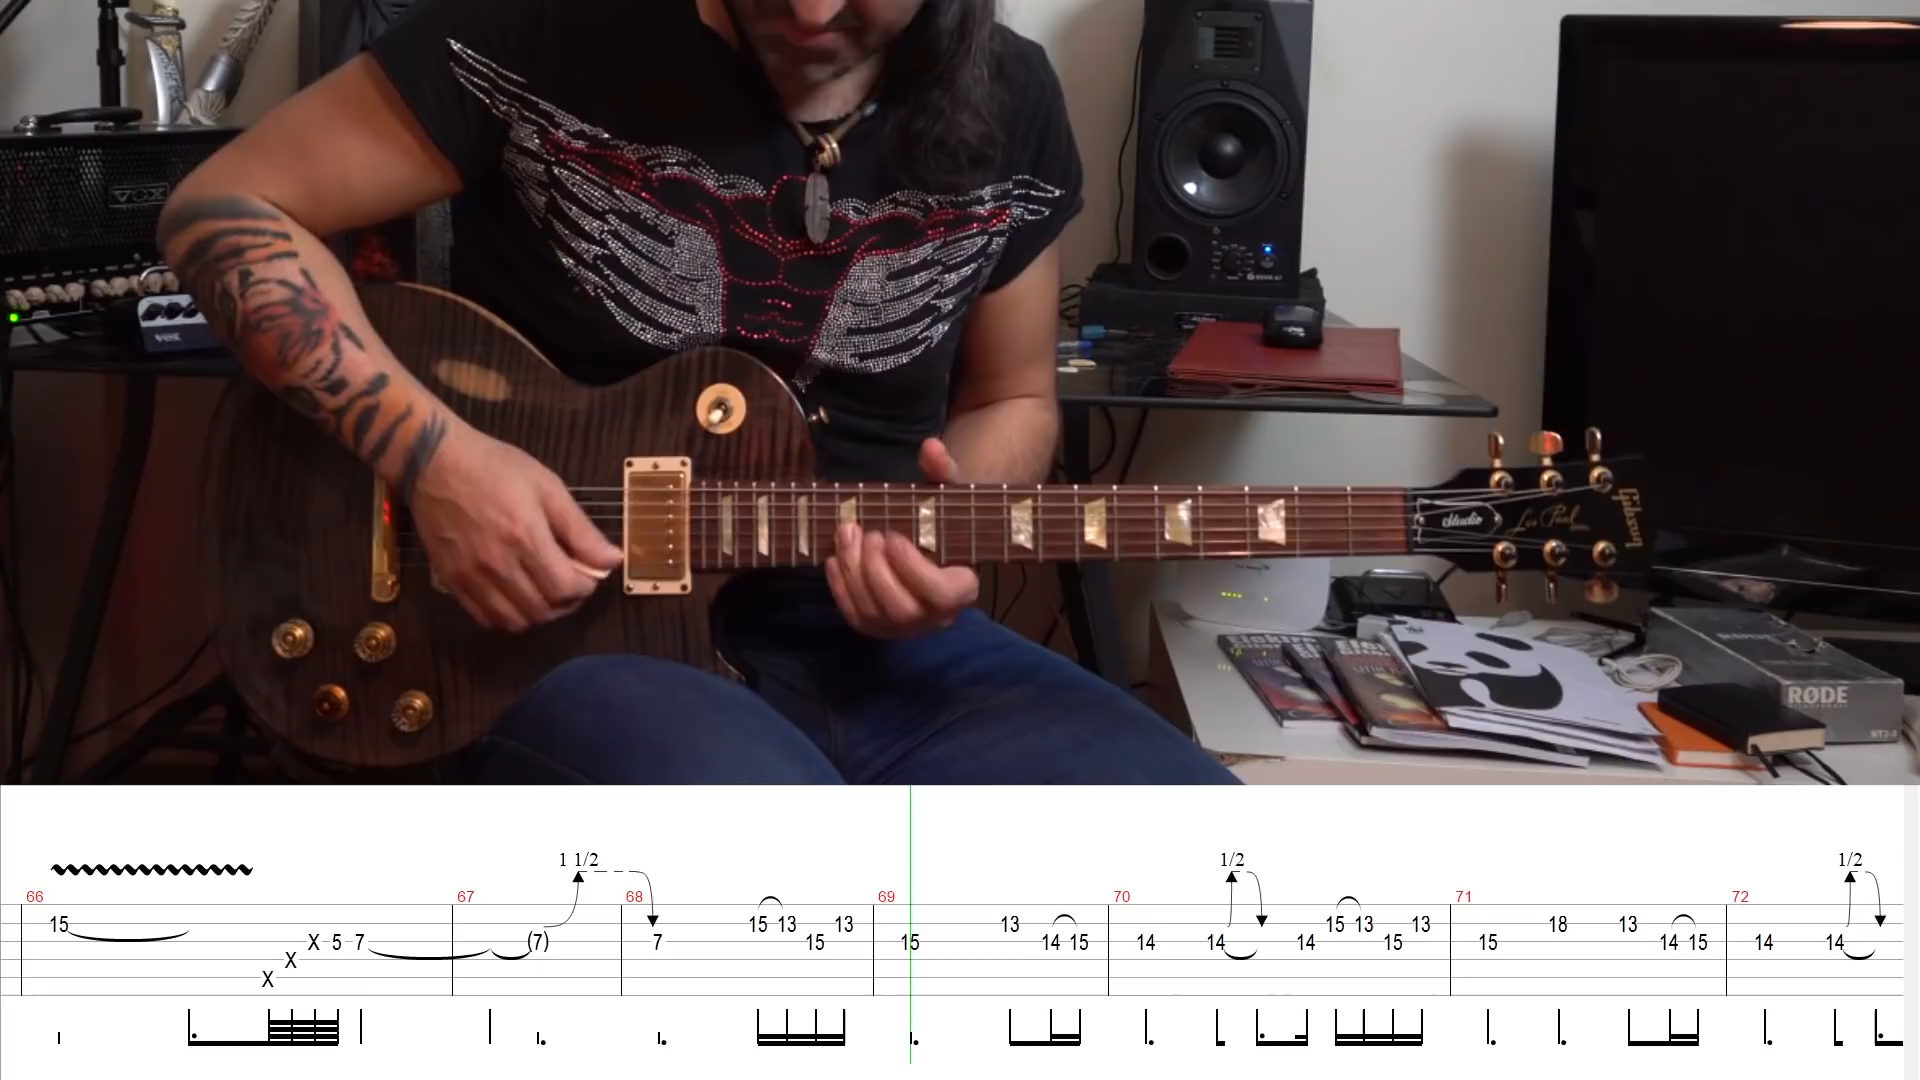 VOX
Gibson
Les Paul
Studio
Elektro
RØDE
NT2-A
1 1/2 1/2 1/2
66 67 68 69 70 71 72
15 15 13 13 13 15 13 13 18 13
X 5 7 (7) 7 15 15 14 15 14 14 14 15 15 14 15 14 14
X
X